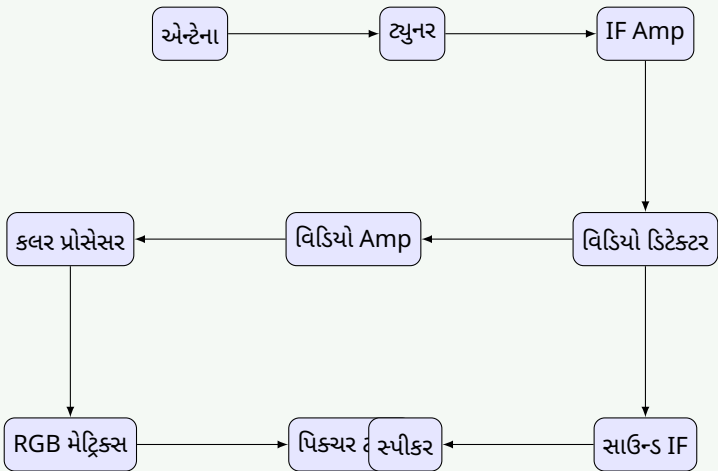 એન્ટેના
ટ્યુનર
IF Amp
કલર પ્રોસેસર
વિડિયો Amp
વિડિયો ડિટેક્ટર
RGB મેટ્રિક્સ
પિક્ચર
સ્પીકર
સાઉન્ડ IF